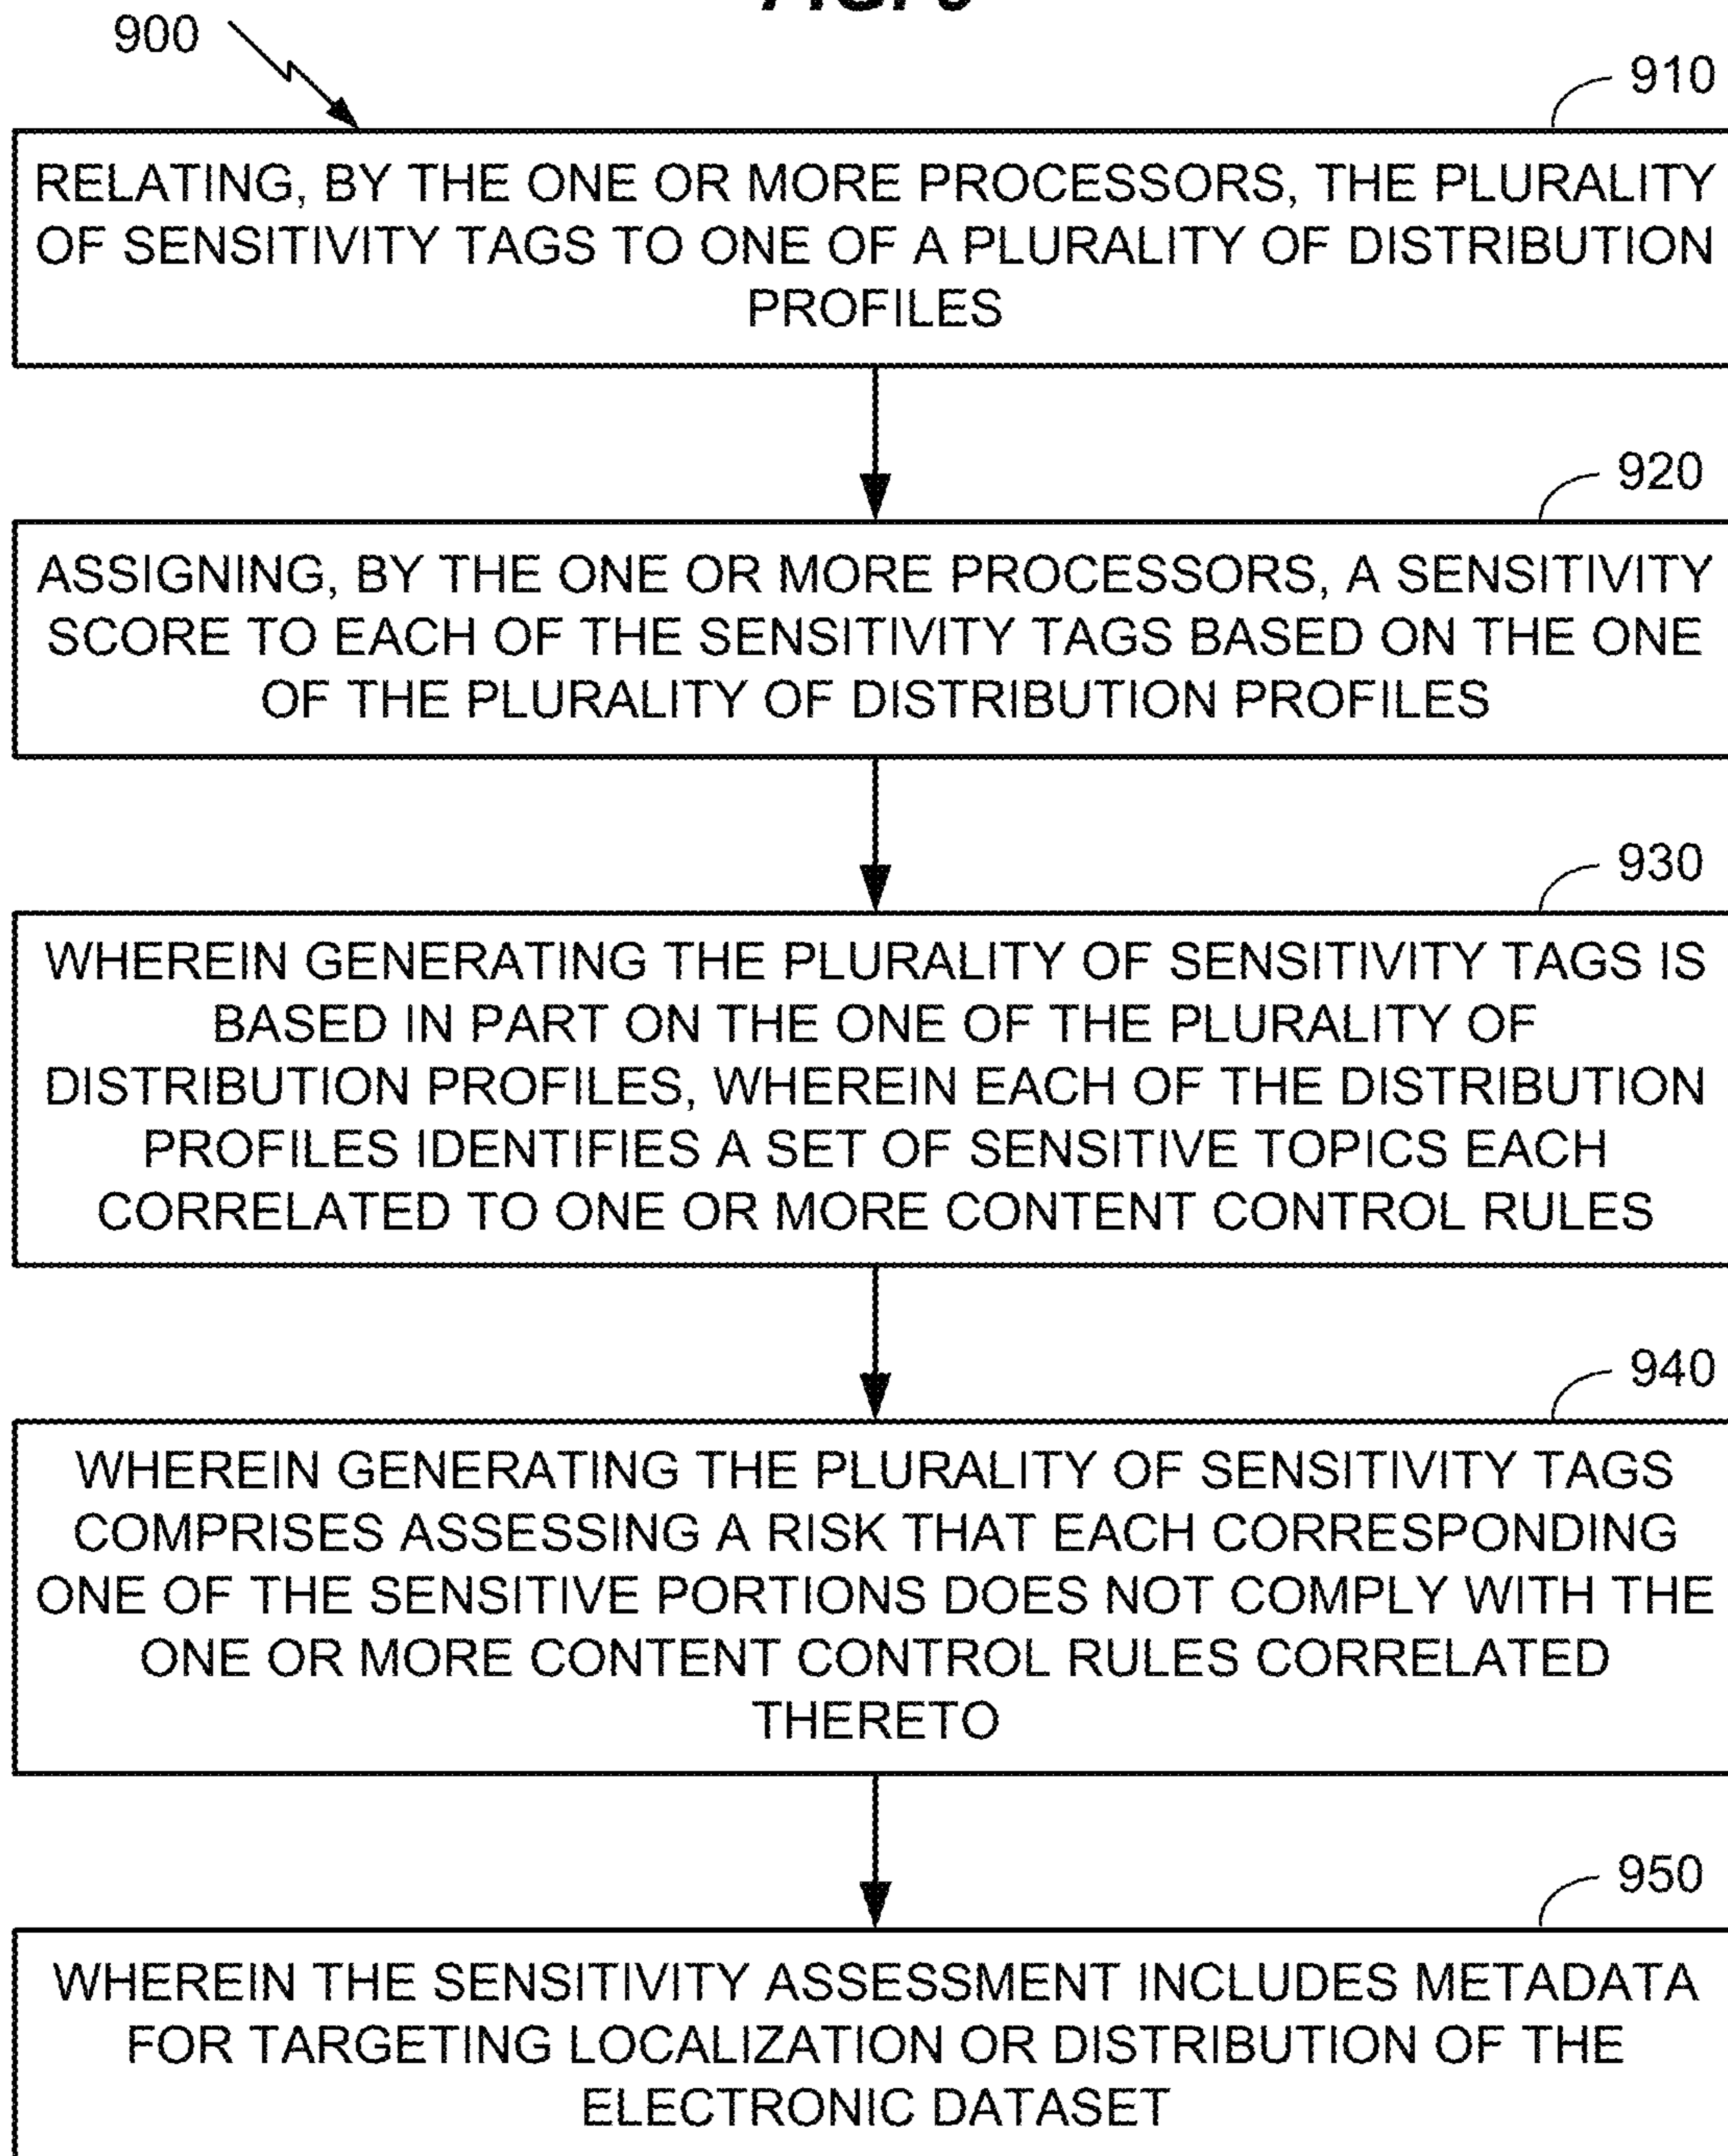 900
910
RELATING, BY THE ONE OR MORE PROCESSORS, THE PLURALITY
OF SENSITIVITY TAGS TO ONE OF A PLURALITY OF DISTRIBUTION
PROFILES
920
ASSIGNING, BY THE ONE OR MORE PROCESSORS, A SENSITIVITY
SCORE TO EACH OF THE SENSITIVITY TAGS BASED ON THE ONE
OF THE PLURALITY OF DISTRIBUTION PROFILES
930
WHEREIN GENERATING THE PLURALITY OF SENSITIVITY TAGS IS
BASED IN PART ON THE ONE OF THE PLURALITY OF
DISTRIBUTION PROFILES, WHEREIN EACH OF THE DISTRIBUTION
PROFILES IDENTIFIES A SET OF SENSITIVE TOPICS EACH
CORRELATED TO ONE OR MORE CONTENT CONTROL RULES
940
WHEREIN GENERATING THE PLURALITY OF SENSITIVITY TAGS
COMPRISES ASSESSING A RISK THAT EACH CORRESPONDING
ONE OF THE SENSITIVE PORTIONS DOES NOT COMPLY WITH THE
ONE OR MORE CONTENT CONTROL RULES CORRELATED
THERETO
950
WHEREIN THE SENSITIVITY ASSESSMENT INCLUDES METADATA
FOR TARGETING LOCALIZATION OR DISTRIBUTION OF THE
ELECTRONIC DATASET